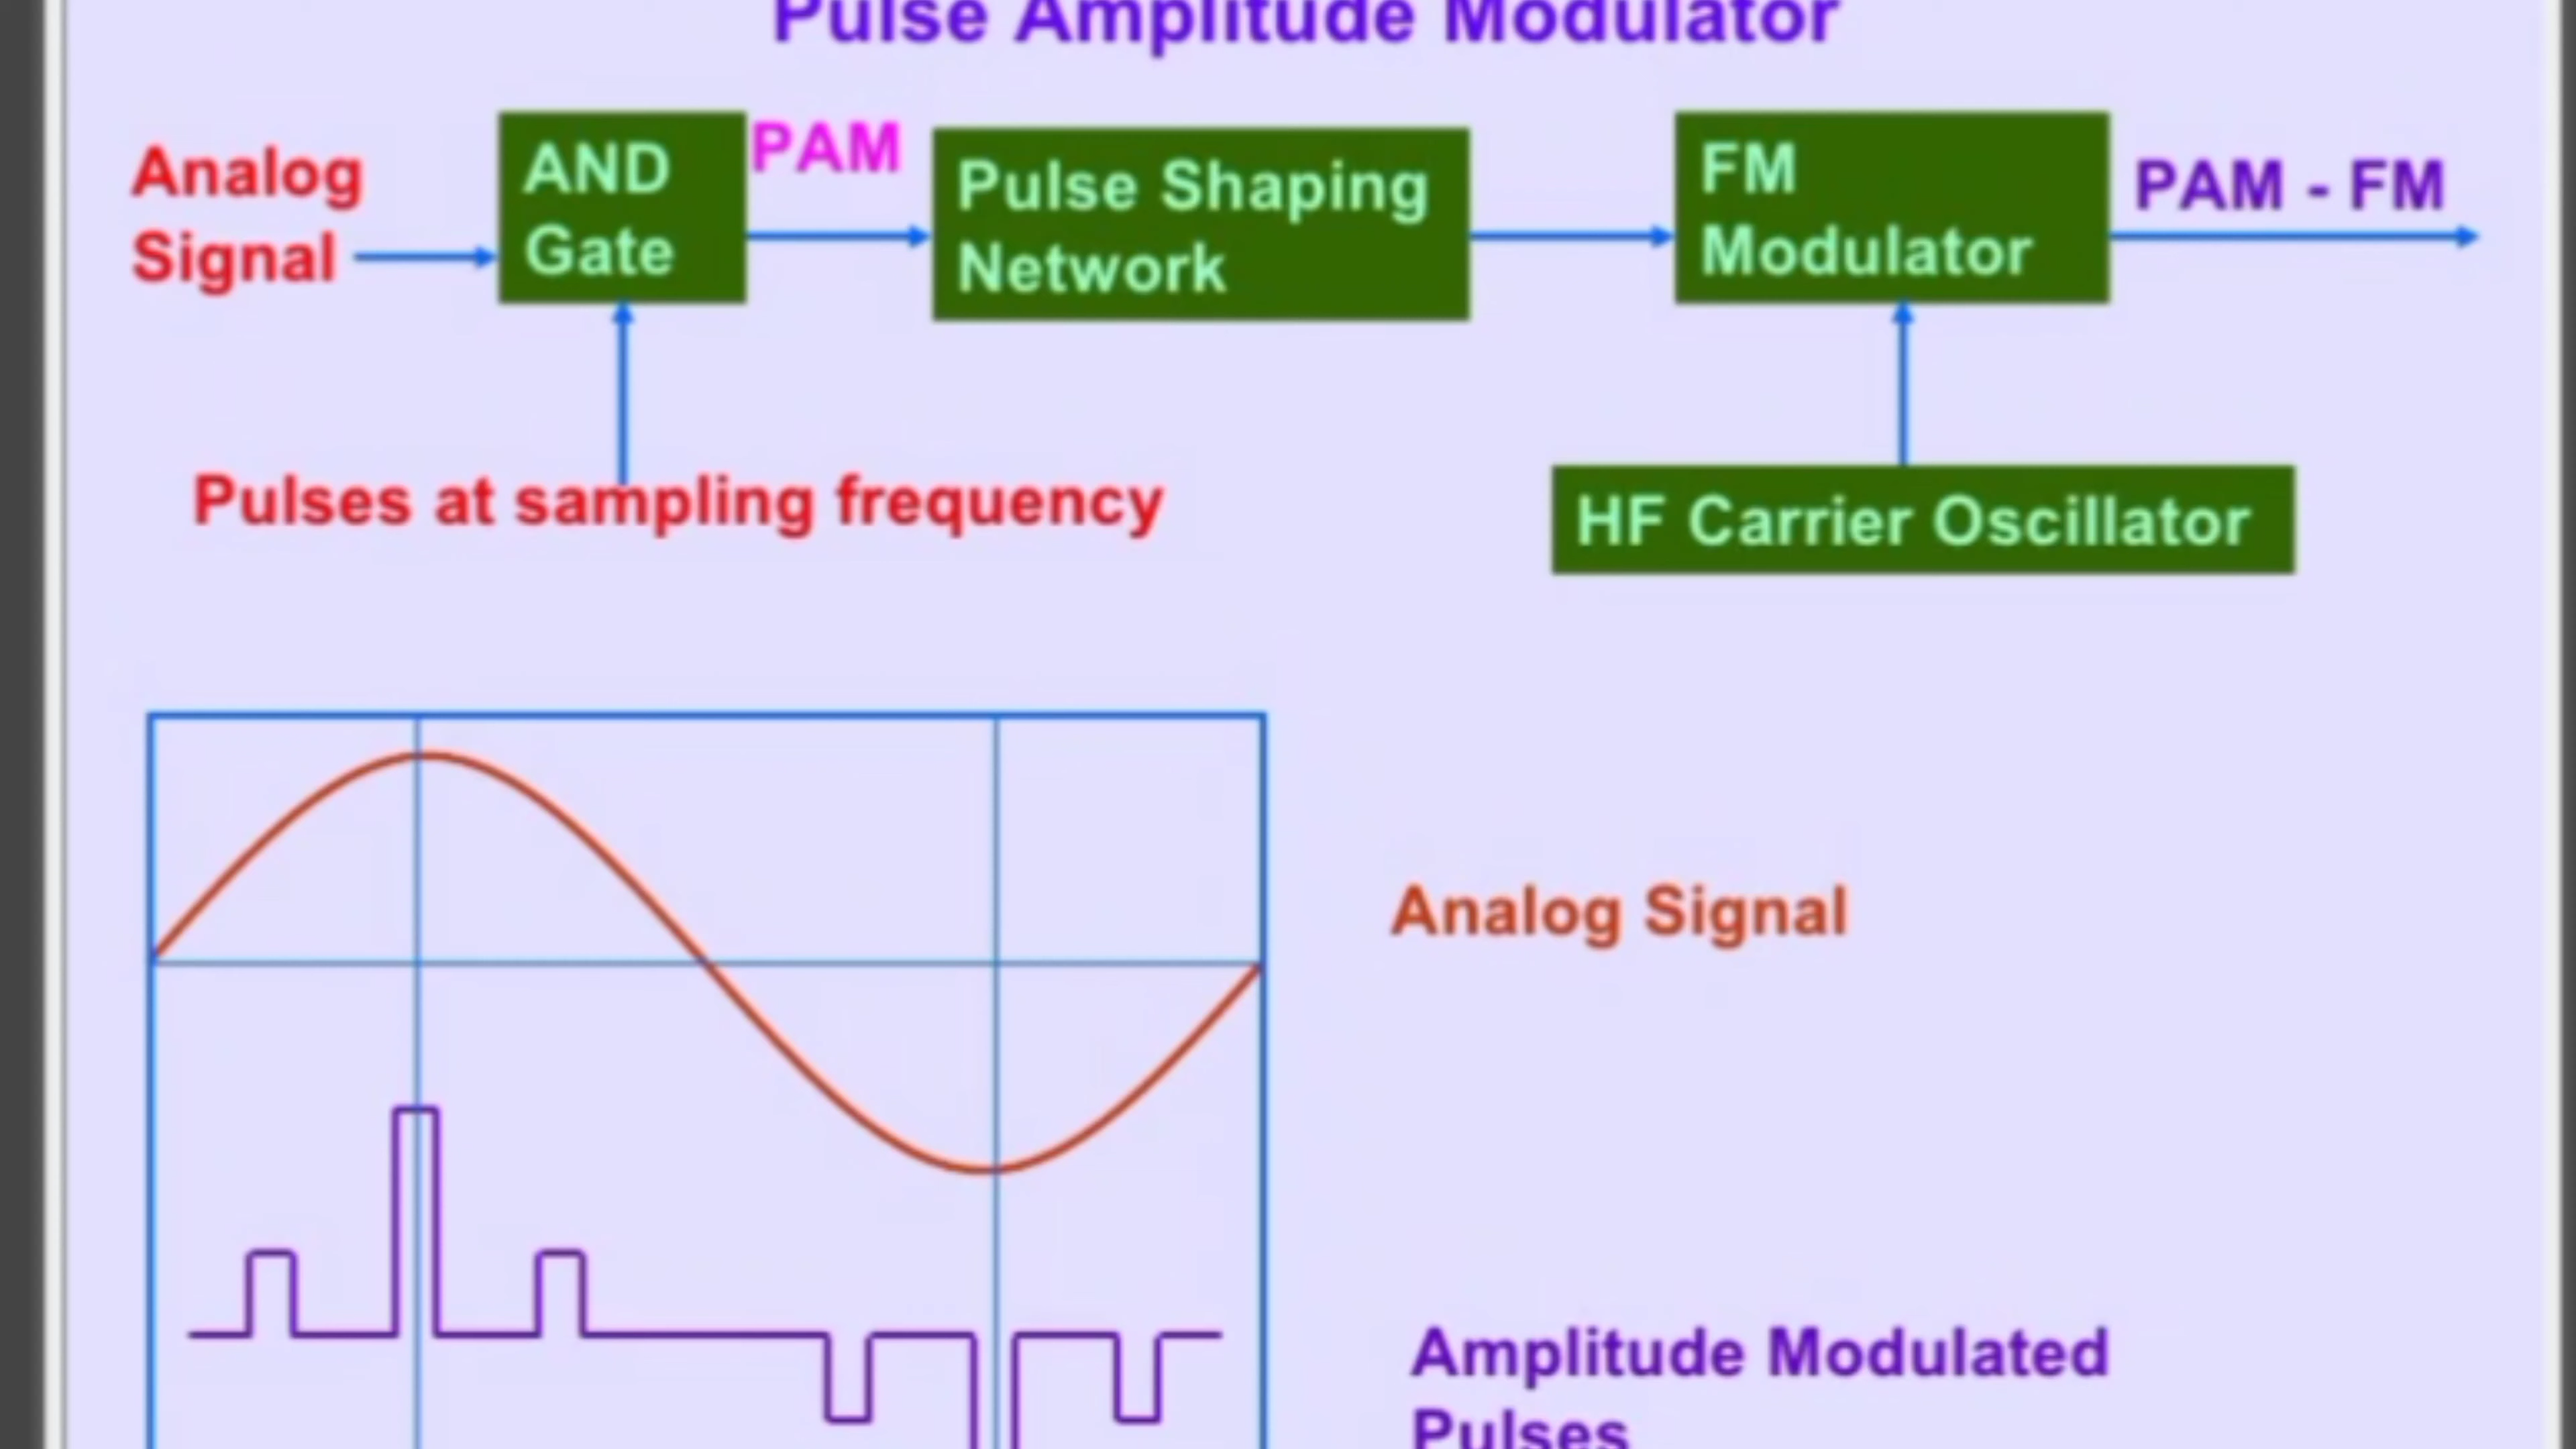 Pulse Amplitude Modulator
Analog
Signal
AND
Gate
PAM
Pulse Shaping
Network
FM
Modulator
PAM - FM
Pulses at sampling frequency
HF Carrier Oscillator
Analog Signal
Amplitude Modulated
Pulses